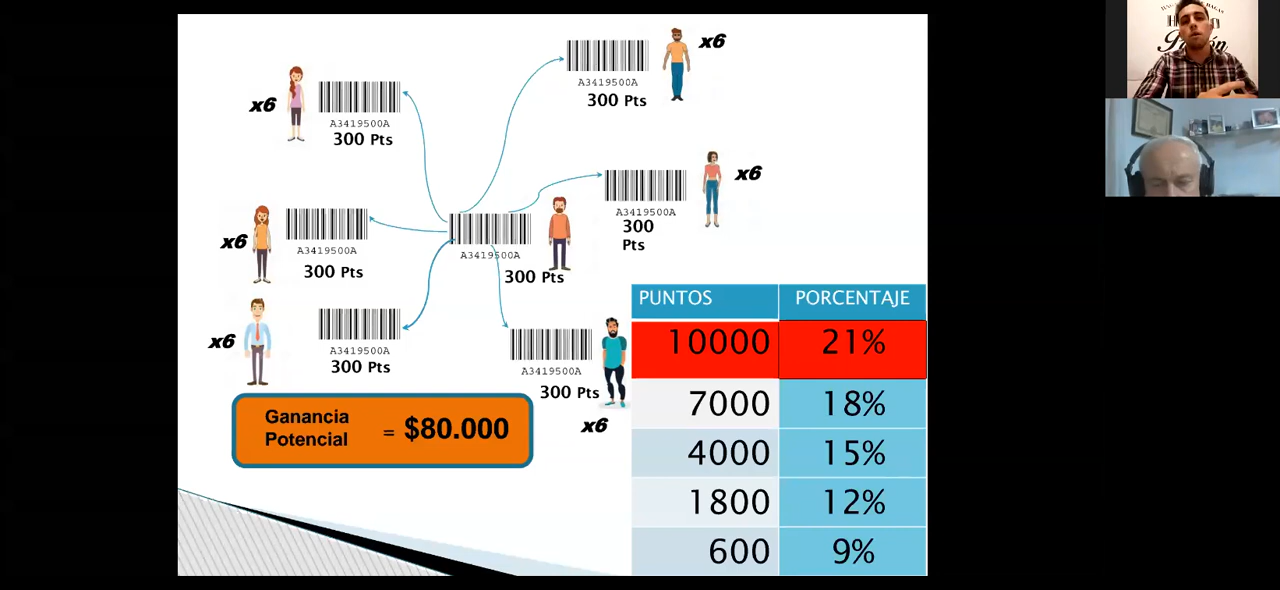 x6
A3419500A
300 Pts
x6
A3419500A
300 Pts
A3419500A
300
Pts
x6
x6
A3419500A
300 Pts
A3419500A
300 Pts
x6
A3419500A
300 Pts
A3419500A
300 Pts
x6
Ganancia
Potencial = $80.000
PUNTOS PORCENTAJE
10000 21%
7000 18%
4000 15%
1800 12%
600 9%